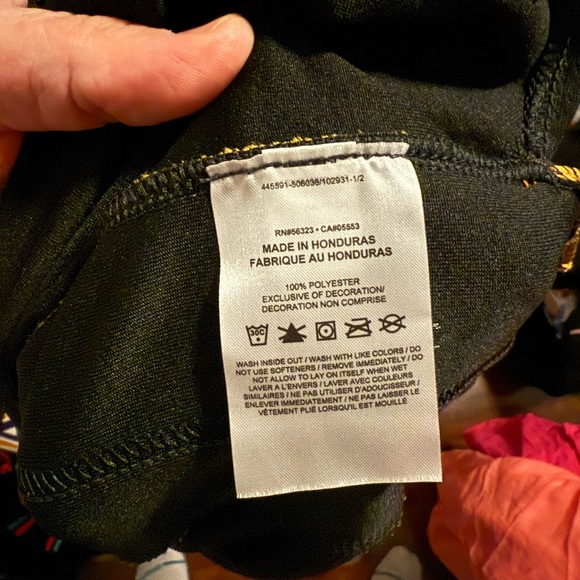 445591-506036/102931-1/2
RN#56323 • CA#05553
MADE IN HONDURAS
FABRIQUE AU HONDURAS
100% POLYESTER
EXCLUSIVE OF DECORATION/
DECORATION NON COMPRISE
30C
WASH INSIDE OUT / WASH WITH LIKE COLORS / DO
NOT USE SOFTENERS / REMOVE IMMEDIATELY / DO
NOT ALLOW TO LAY ON ITSELF WHEN WET
LAVER À L'ENVERS / LAVER AVEC COULEURS
SIMILAIRES / NE PAS UTILISER D'ADOUCISSEUR /
ENLEVER IMMÉDIATEMENT / NE PAS LAISSER LE
VÊTEMENT PLIÉ LORSQU'IL EST MOUILLÉ